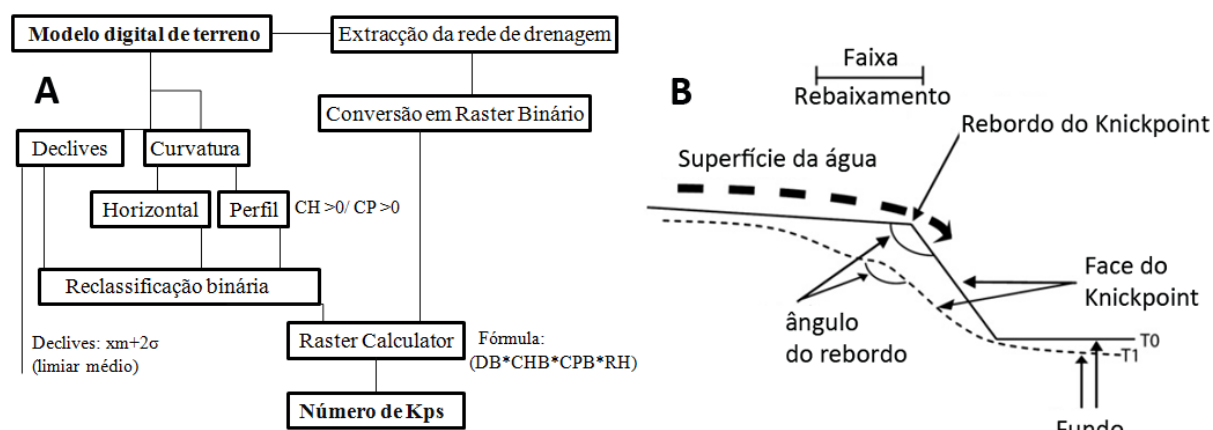 Modelo digital de terreno
Extracção da rede de drenagem
A
Conversão em Raster Binário
Declives
Curvatura
Horizontal
Perfil
CH >0/ CP >0
Reclassificação binária
Declives: xm+2σ
(limiar médio)
Raster Calculator
Fórmula:
(DB*CHB*CPB*RH)
Número de Kps
B
Faixa
Rebaixamento
Rebordo do Knickpoint
Superfície da água
Face do
Knickpoint
ângulo
do rebordo
T0
T1
Fundo